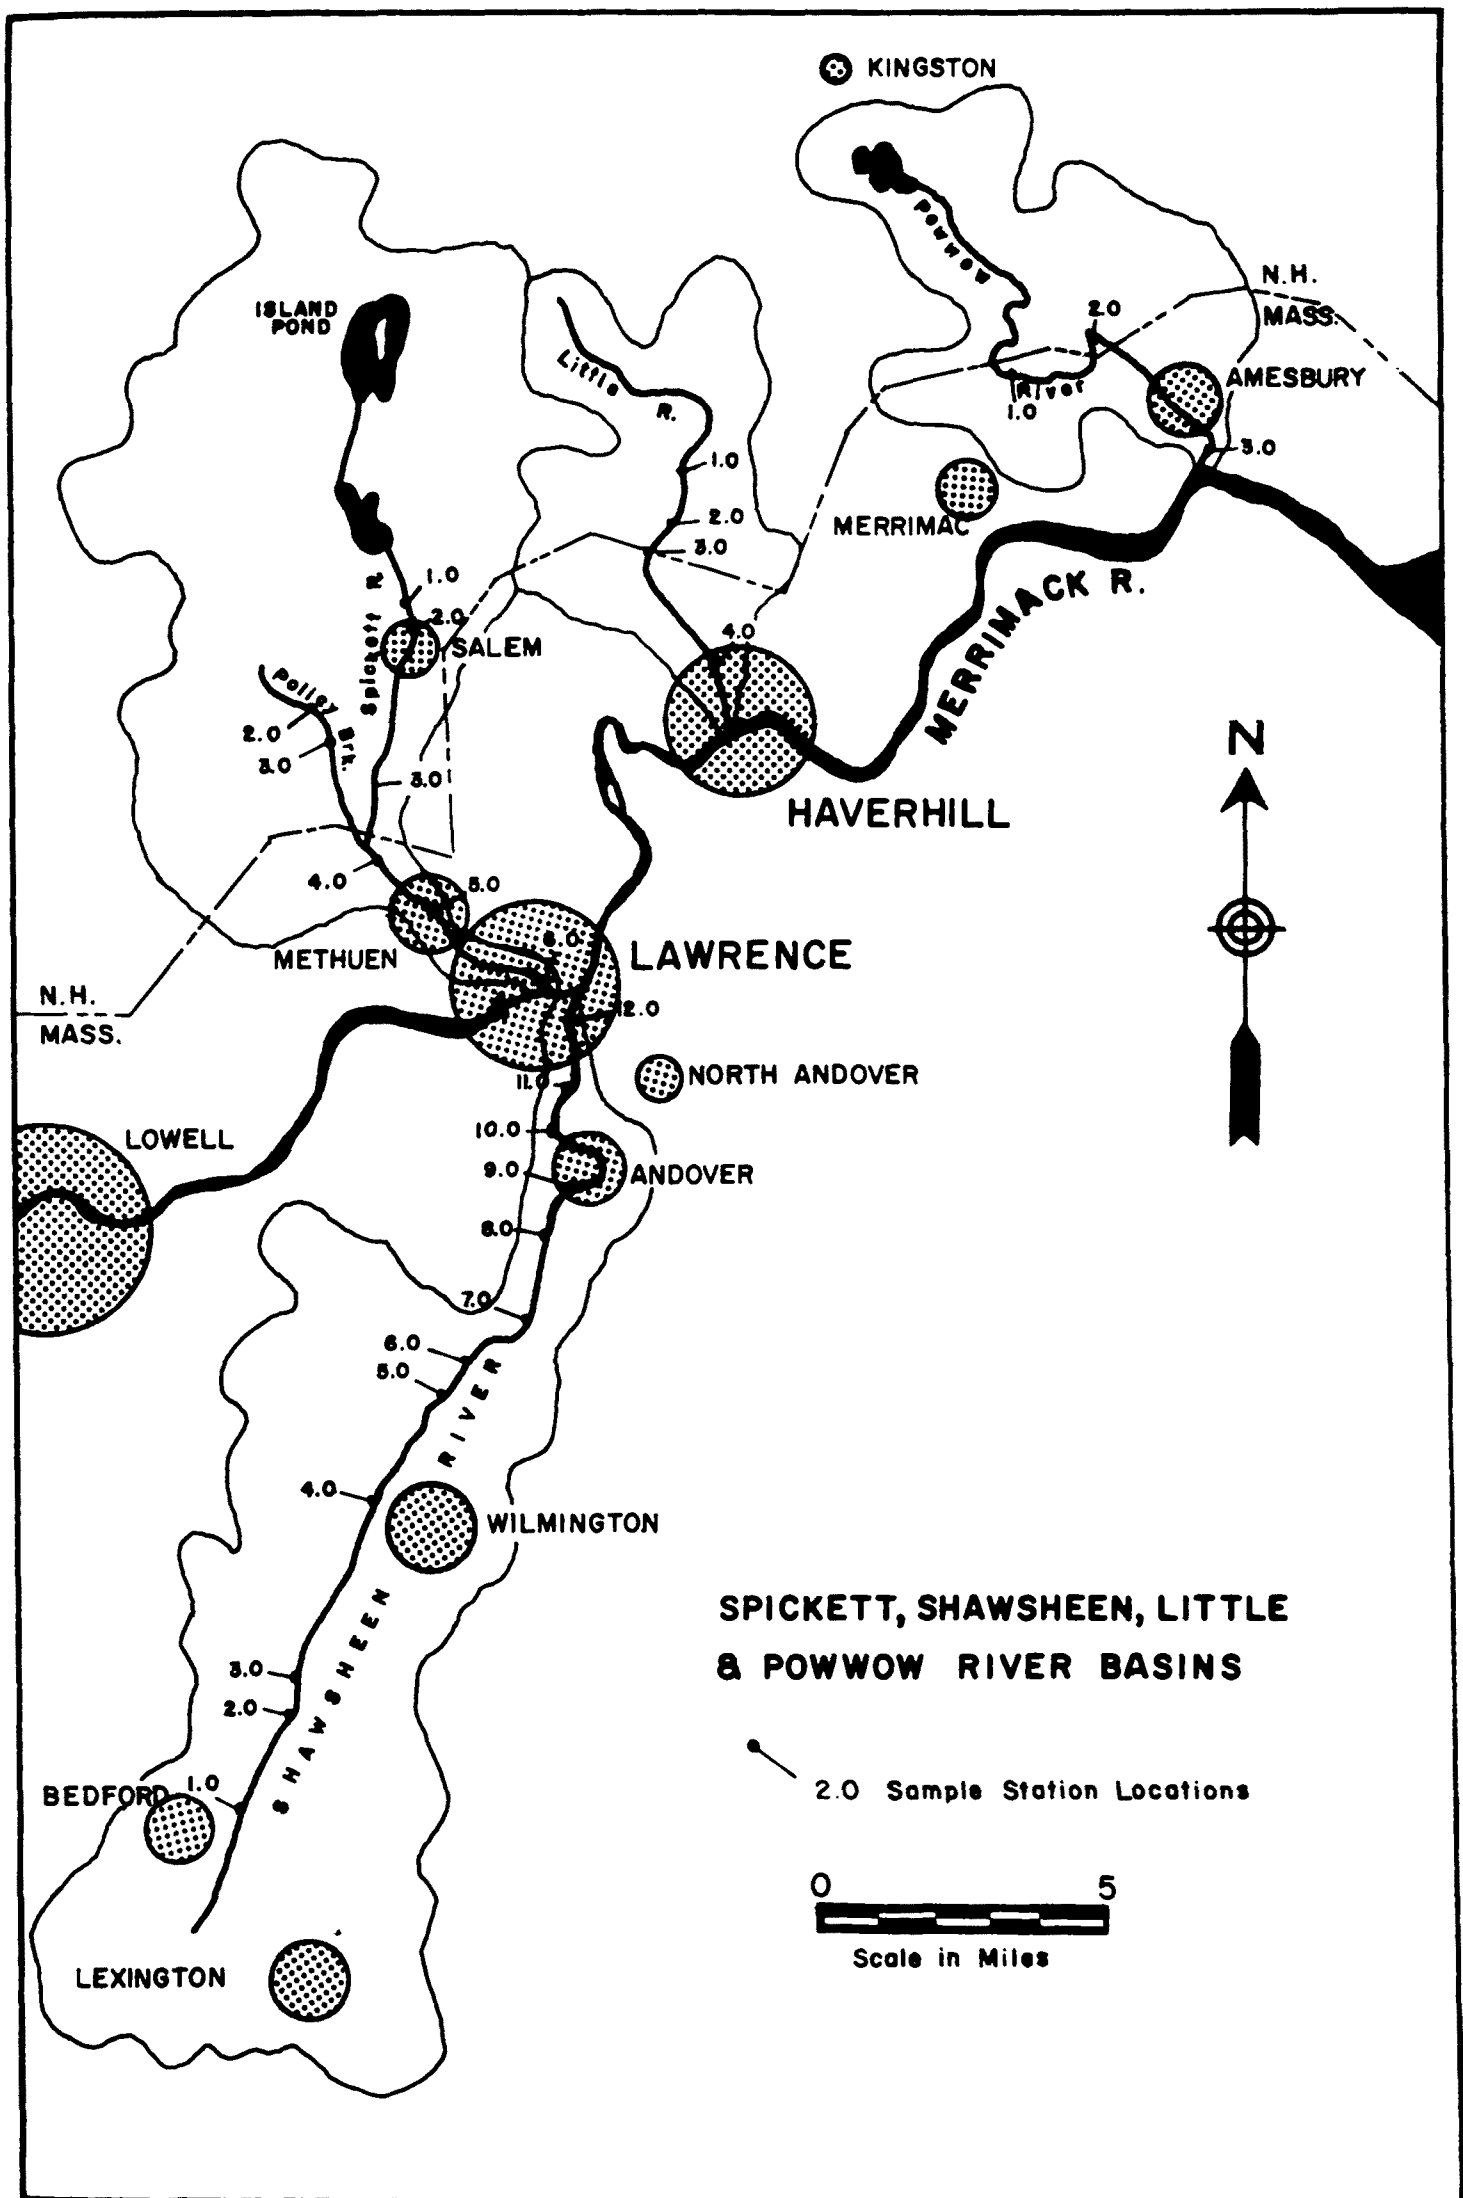 KINGSTON
Powwow
N.H.
MASS.
2.0
ISLAND
POND
Little
R.
River
1.0
AMESBURY
3.0
1.0
2.0
3.0
MERRIMAC
MERRIMACK R.
1.0
2.0
Spickett R.
SALEM
4.0
Polley Brk.
2.0
3.0
3.0
N
HAVERHILL
4.0
5.0
METHUEN
6.0
LAWRENCE
N.H.
MASS.
12.0
11.0
NORTH ANDOVER
10.0
LOWELL
9.0
ANDOVER
8.0
7.0
6.0
5.0
4.0
WILMINGTON
SHAWSHEEN RIVER
SPICKETT, SHAWSHEEN, LITTLE
& POWWOW RIVER BASINS
3.0
2.0
1.0
BEDFORD
2.0 Sample Station Locations
0 5
Scale in Miles
LEXINGTON